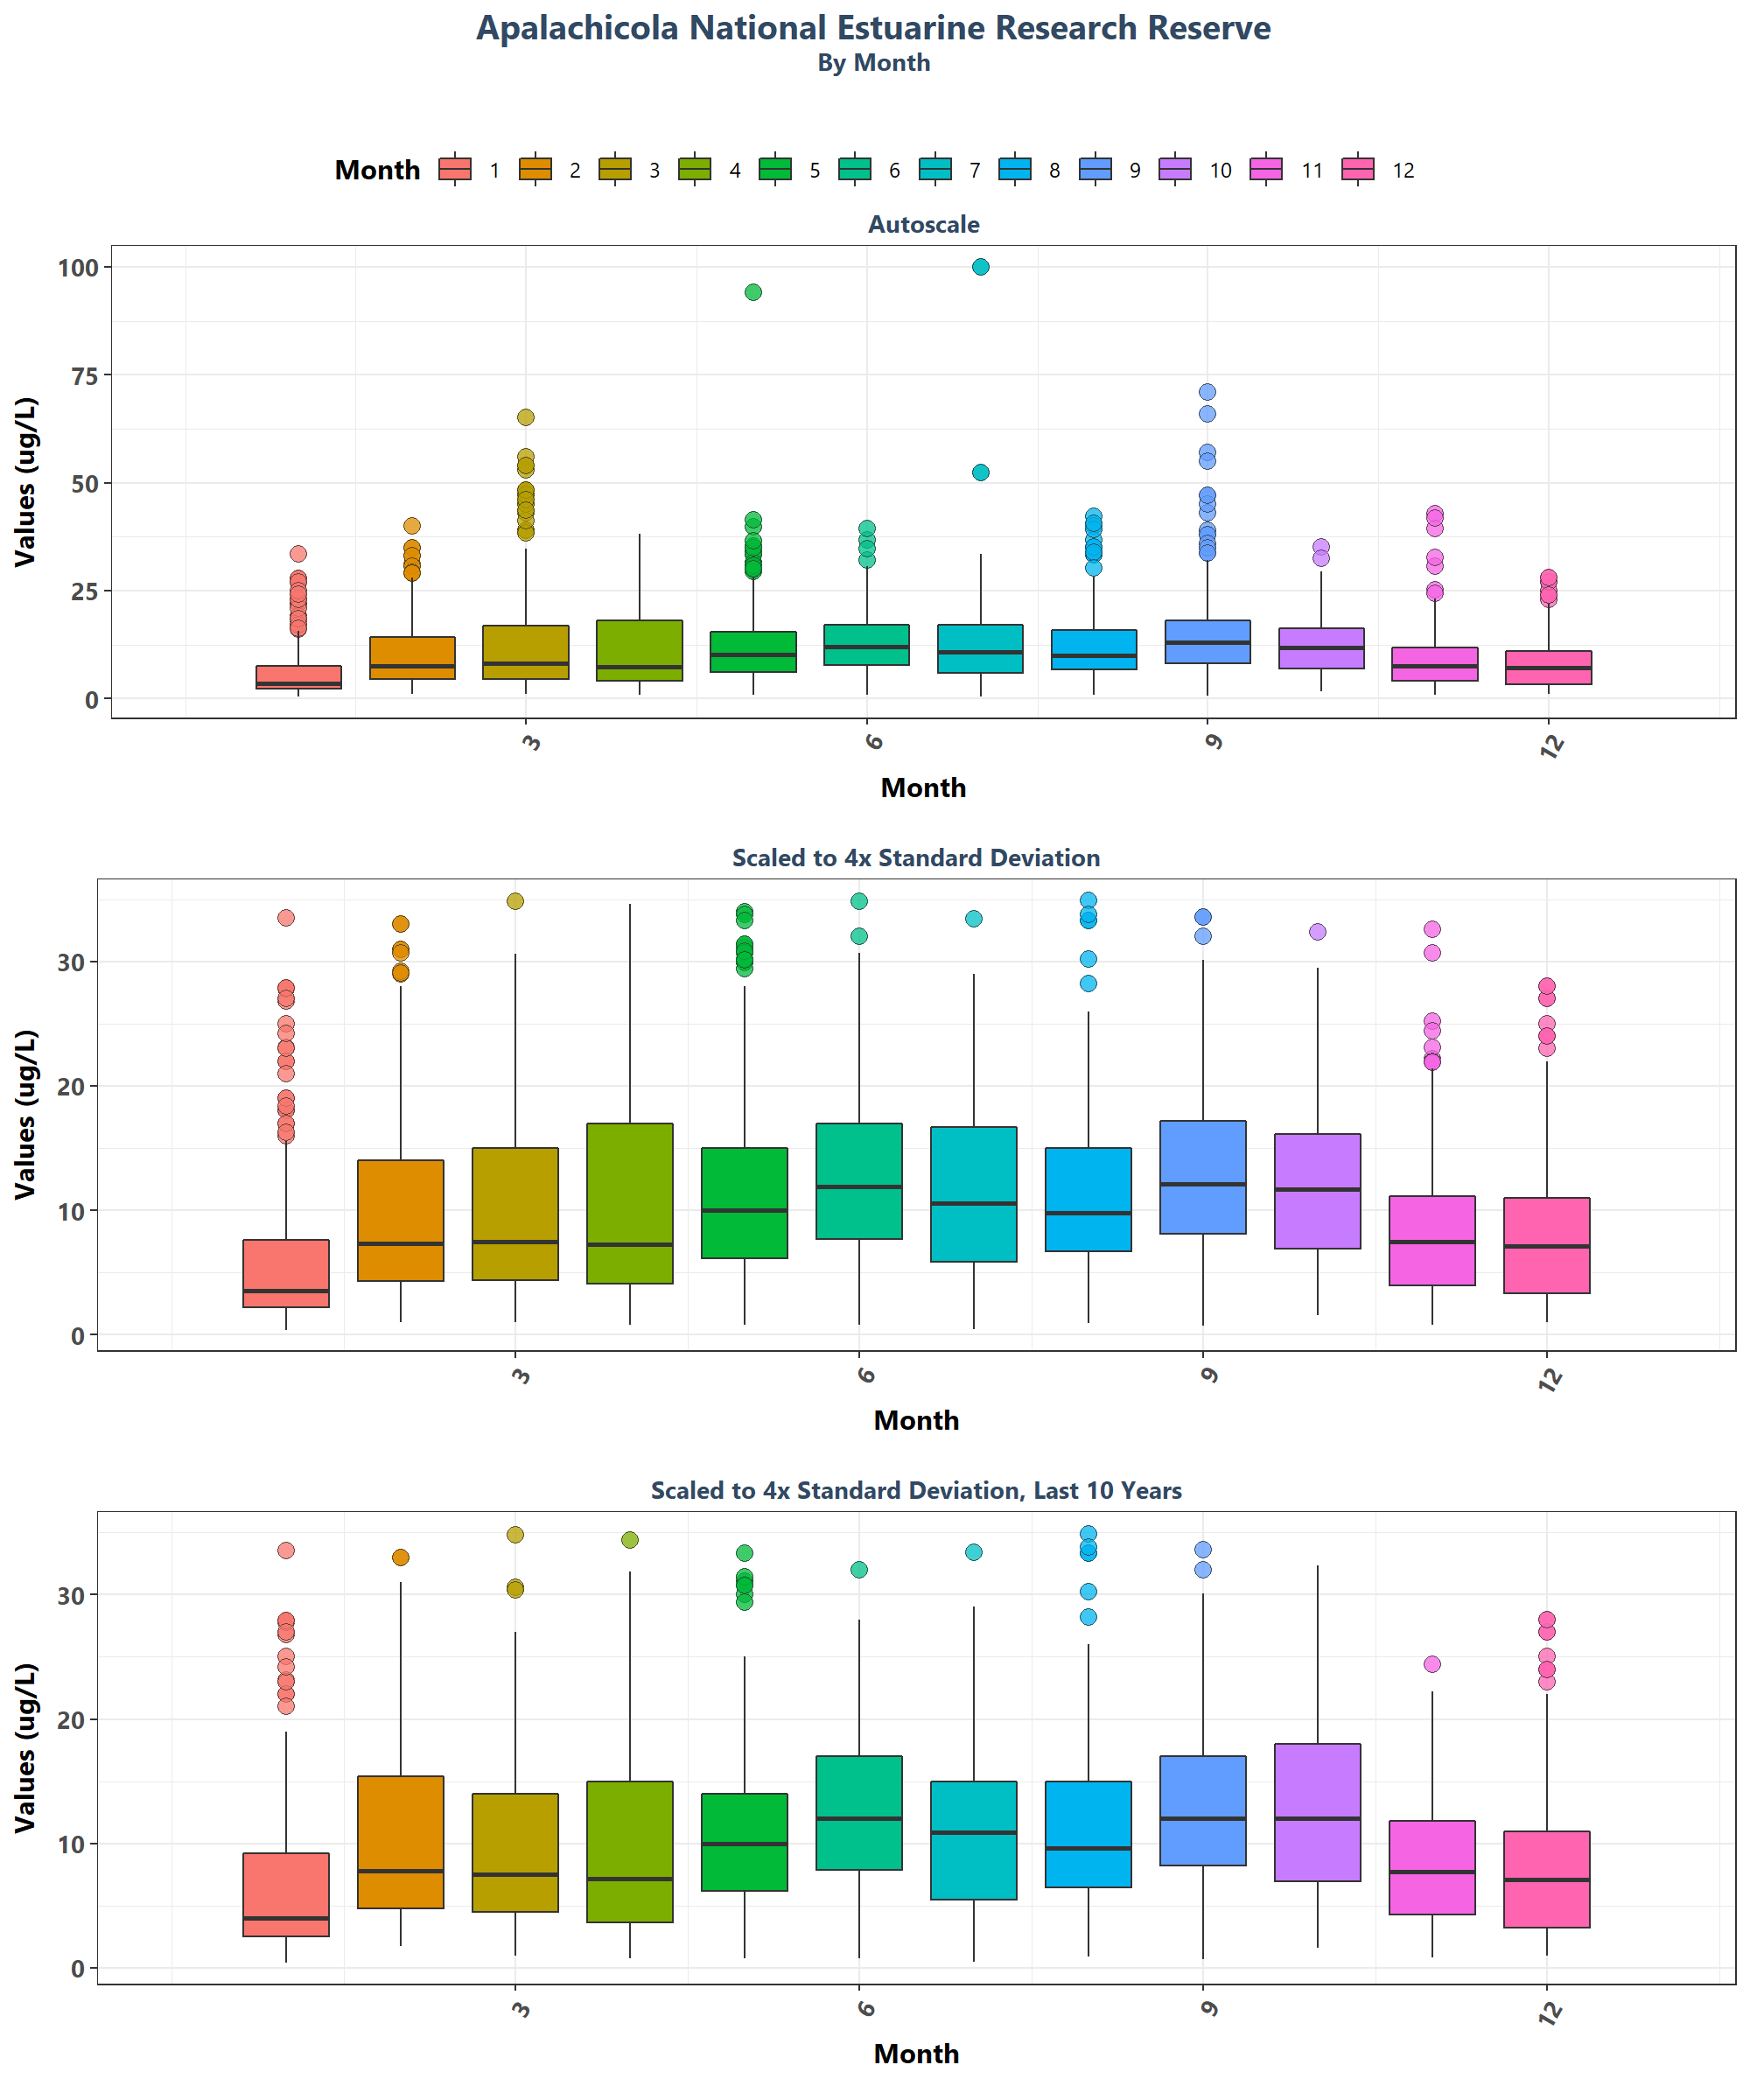 Apalachicola National Estuarine Research Reserve
By Month
Month 1 2 3 4 5 6 7 8 9 10 11 12
Autoscale
Values (ug/L)
100
75
50
25
0
3 6 9 12
Month
Scaled to 4x Standard Deviation
Values (ug/L)
30
20
10
0
3 6 9 12
Month
Scaled to 4x Standard Deviation, Last 10 Years
Values (ug/L)
30
20
10
0
3 6 9 12
Month